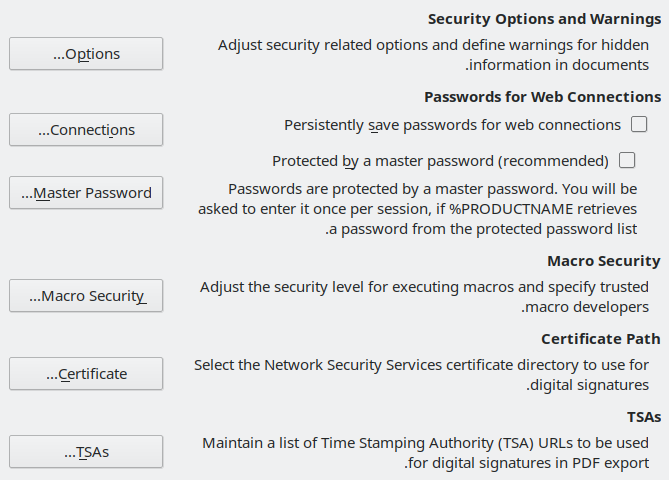 Security Options and Warnings
Adjust security related options and define warnings for hidden
.information in documents
...Options
Passwords for Web Connections
Persistently save passwords for web connections
...Connections
Protected by a master password (recommended)
Passwords are protected by a master password. You will be
asked to enter it once per session, if %PRODUCTNAME retrieves
.a password from the protected password list
...Master Password
Macro Security
Adjust the security level for executing macros and specify trusted
.macro developers
...Macro Security
Certificate Path
Select the Network Security Services certificate directory to use for
.digital signatures
...Certificate
TSAs
Maintain a list of Time Stamping Authority (TSA) URLs to be used
.for digital signatures in PDF export
...TSAs